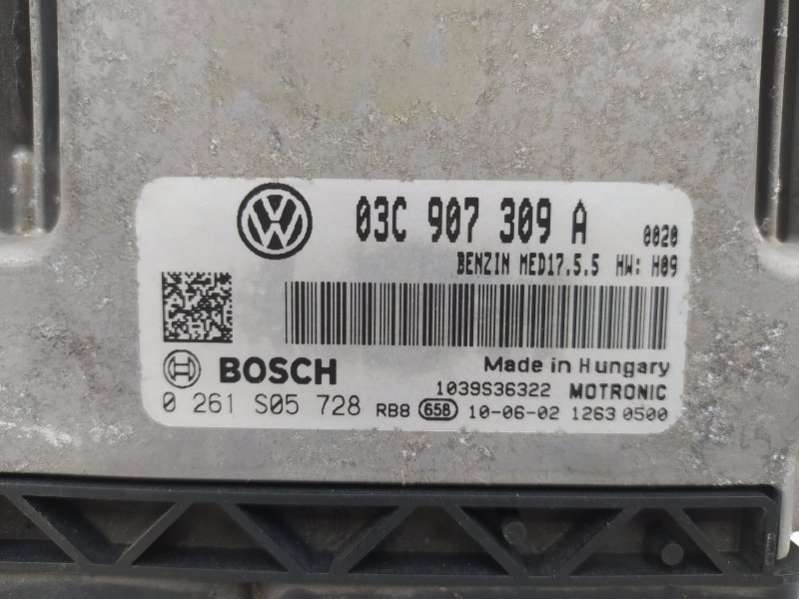 03C 907 309 A 0020
BENZIN MED17.5.5 HW: H09
BOSCH Made in Hungary
1039S36322 MOTRONIC
0 261 S05 728 RB8 658 10-06-02 1263 0500